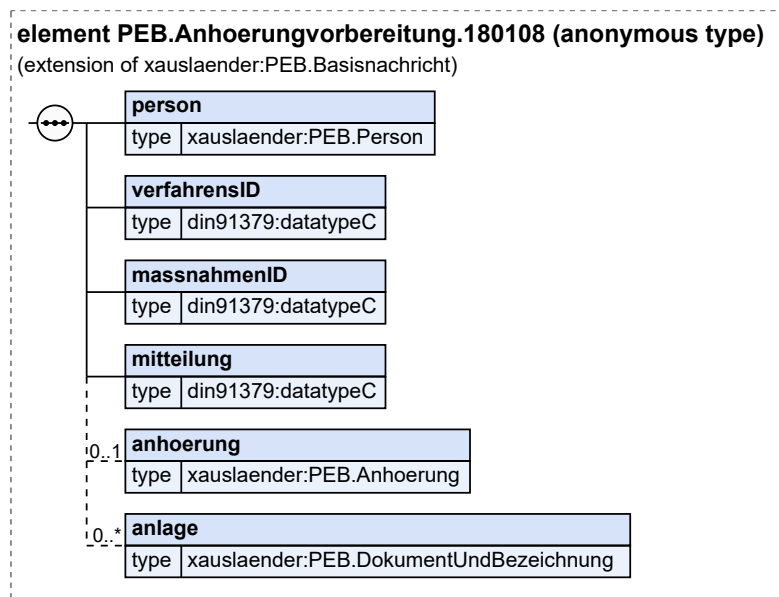 element PEB.Anhoerungvorbereitung.180108 (anonymous type)
(extension of xauslaender:PEB.Basisnachricht)
person
type xauslaender:PEB.Person
verfahrensID
type din91379:datatypeC
massnahmenID
type din91379:datatypeC
mitteilung
type din91379:datatypeC
0..1 anhoerung
type xauslaender:PEB.Anhoerung
0..* anlage
type xauslaender:PEB.DokumentUndBezeichnung